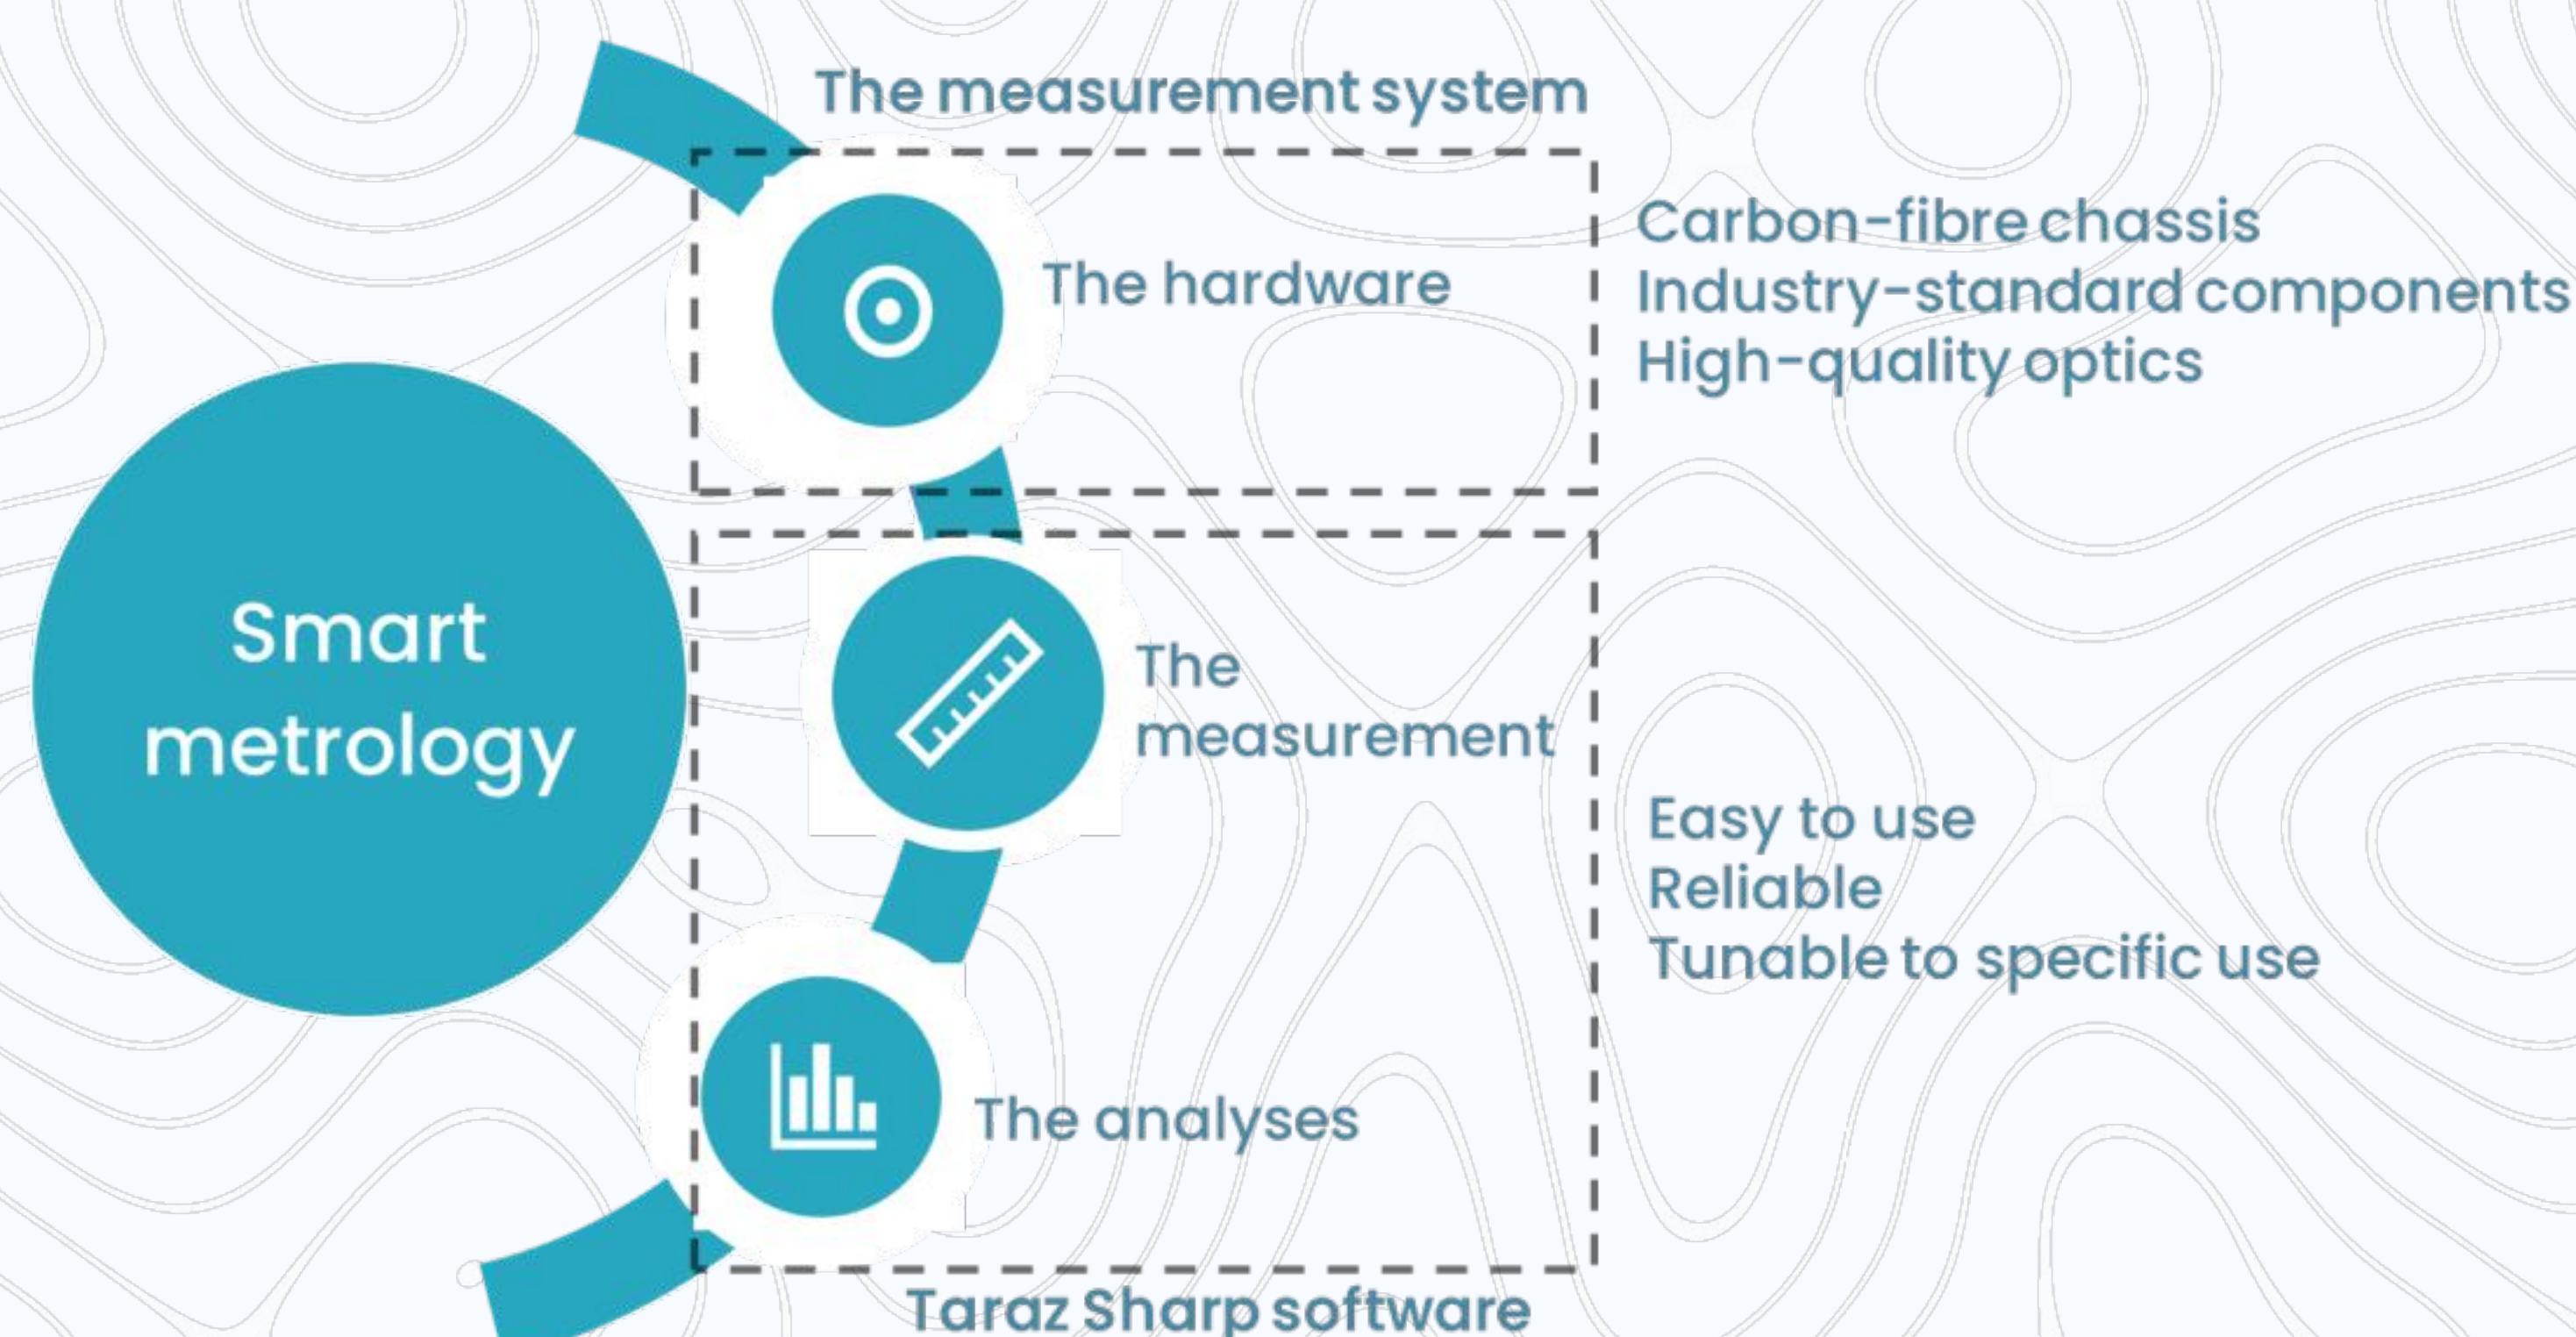 The measurement system
The hardware
Carbon-fibre chassis
Industry-standard components
High-quality optics
Smart
metrology
The
measurement
Easy to use
Reliable
Tunable to specific use
The analyses
Taraz Sharp software